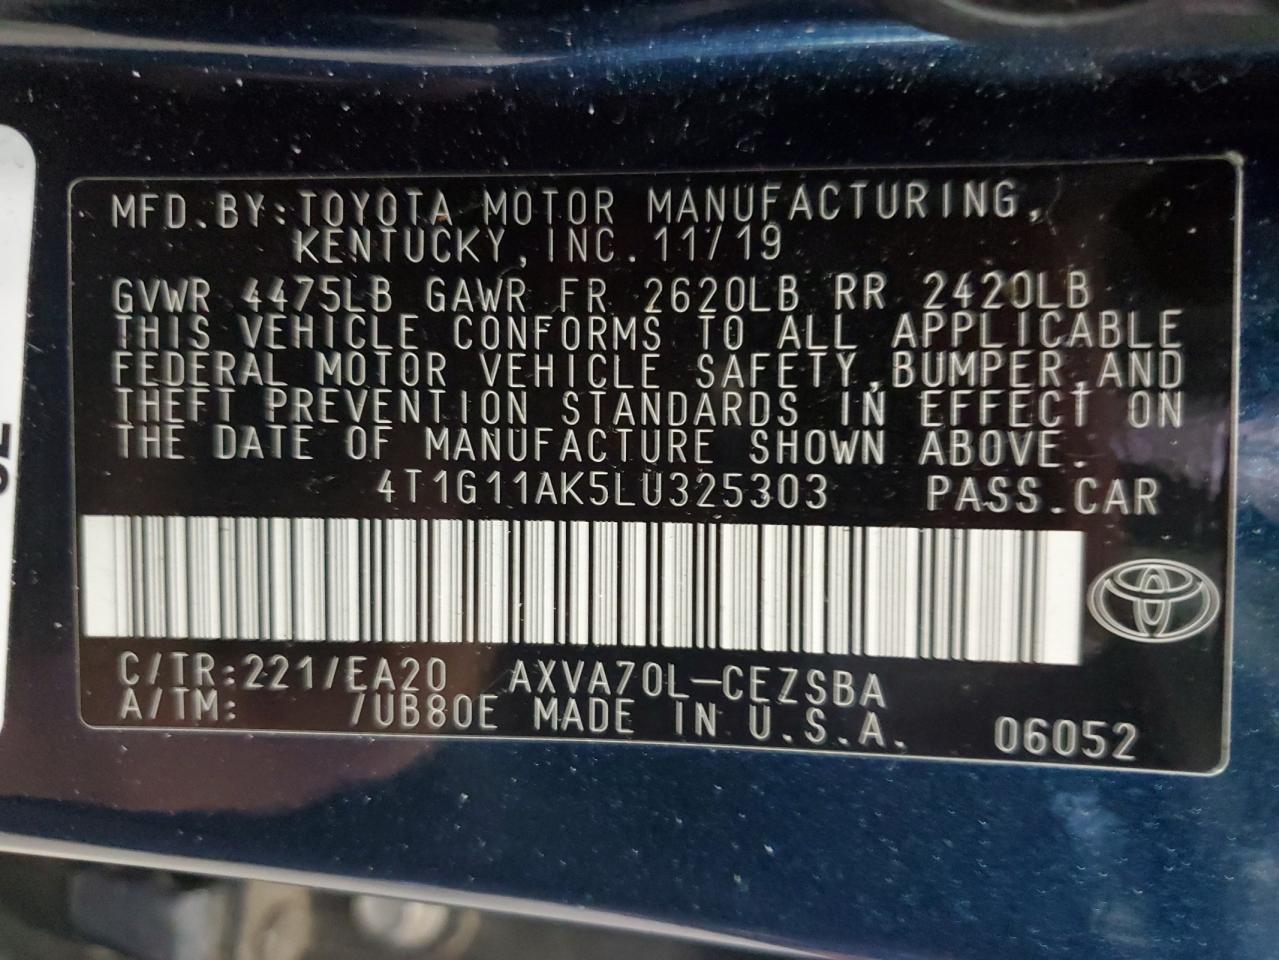 MFD.BY:TOYOTA MOTOR MANUFACTURING,
KENTUCKY,INC.11/19
GVWR 4475LB GAWR FR 2620LB RR 2420LB
THIS VEHICLE CONFORMS TO ALL APPLICABLE
FEDERAL MOTOR VEHICLE SAFETY,BUMPER,AND
THEFT PREVENTION STANDARDS IN EFFECT ON
THE DATE OF MANUFACTURE SHOWN ABOVE.
4T1G11AK5LU325303 PASS.CAR
C/TR:221/EA20 AXVA70L-CEZSBA
A/TM: /UB80E MADE IN U.S.A. 06052